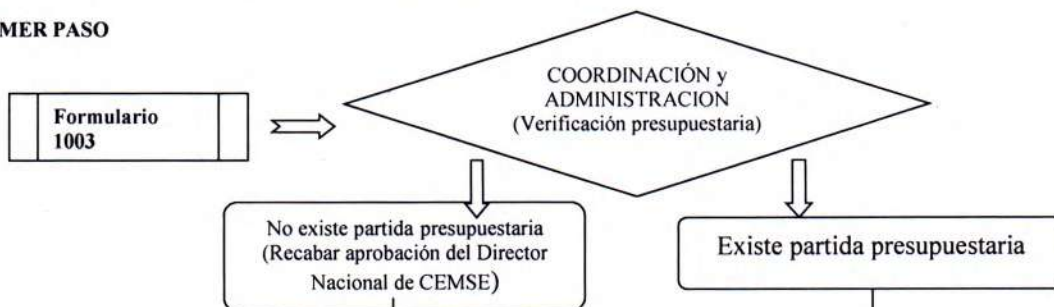 MER PASO
Formulario
1003
COORDINACIÓN y
ADMINISTRACION
(Verificación presupuestaria)
No existe partida presupuestaria
(Recabar aprobación del Director
Nacional de CEMSE)
Existe partida presupuestaria